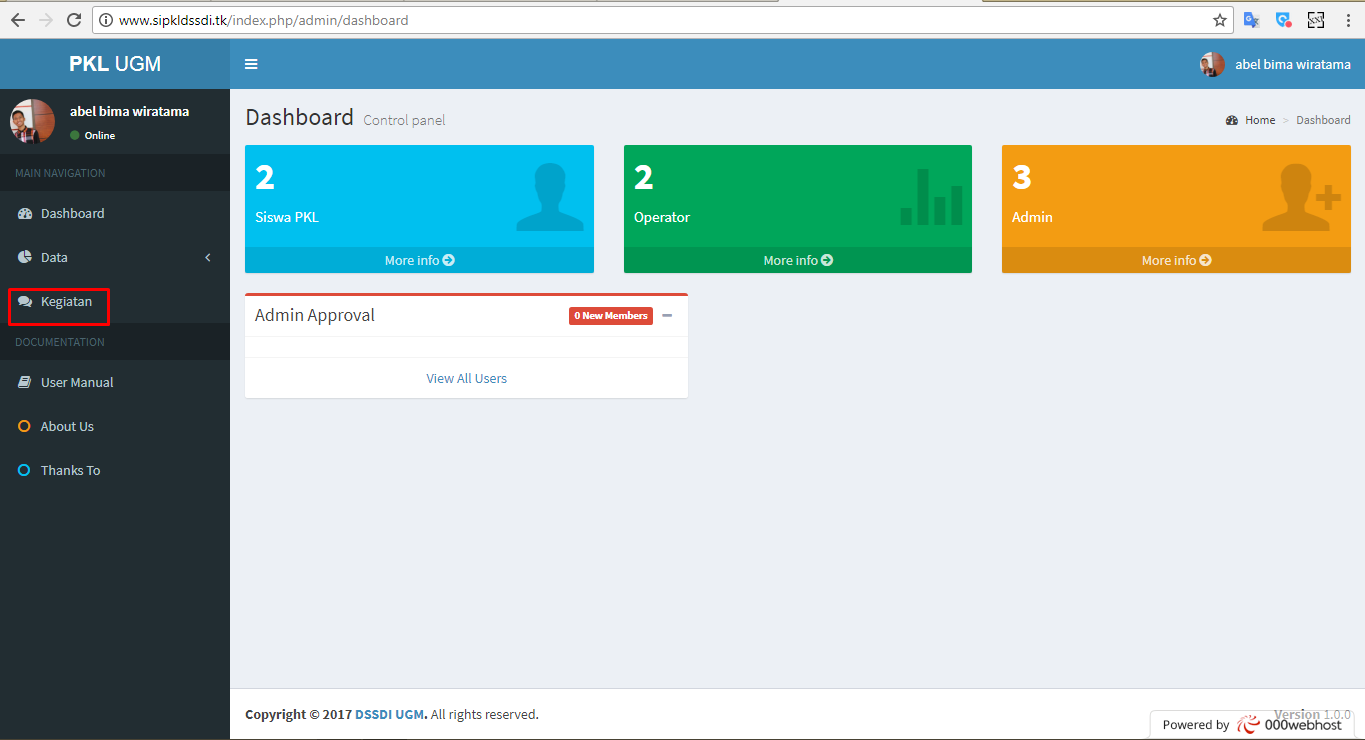 www.sipkldssdi.tk/index.php/admin/dashboard
PKL UGM
abel bima wiratama
abel bima wiratama
Online
MAIN NAVIGATION
Dashboard
Data
Kegiatan
DOCUMENTATION
User Manual
About Us
Thanks To
Dashboard Control panel
Home > Dashboard
2
Siswa PKL
More info
2
Operator
More info
3
Admin
More info
Admin Approval
0 New Members
View All Users
Copyright © 2017 DSSDI UGM. All rights reserved.
Version 1.0.0
Powered by 000webhost